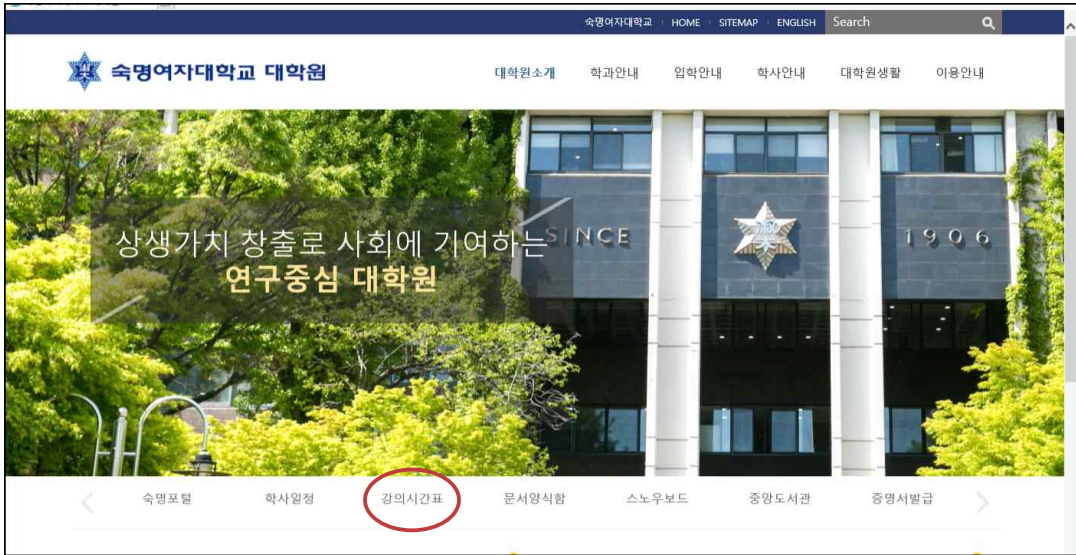 숙명여자대학교 HOME SITEMAP ENGLISH Search
숙명여자대학교 대학원
대학원소개 학과안내 입학안내 학사안내 대학원생활 이용안내
상생가치 창출로 사회에 기여하는
연구중심 대학원
SINCE 淑大 1906
숙명포털 학사일정 강의시간표 문서양식함 스노우보드 중앙도서관 증명서발급